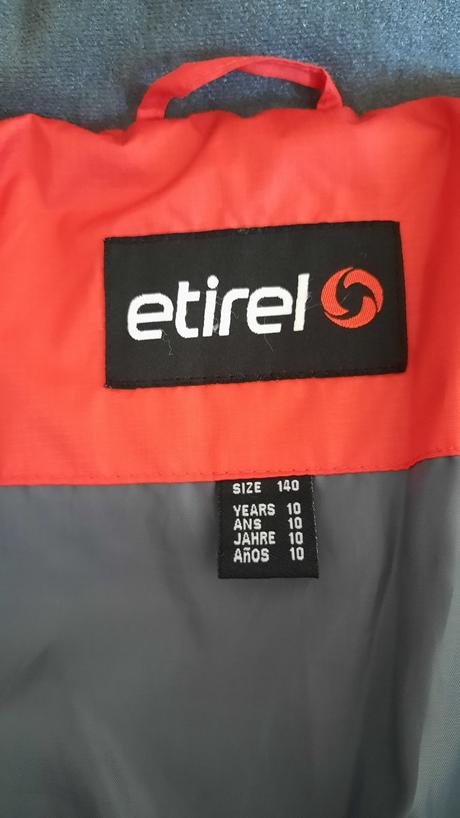 etirel
SIZE 140
YEARS 10
ANS 10
JAHRE 10
AÑOS 10